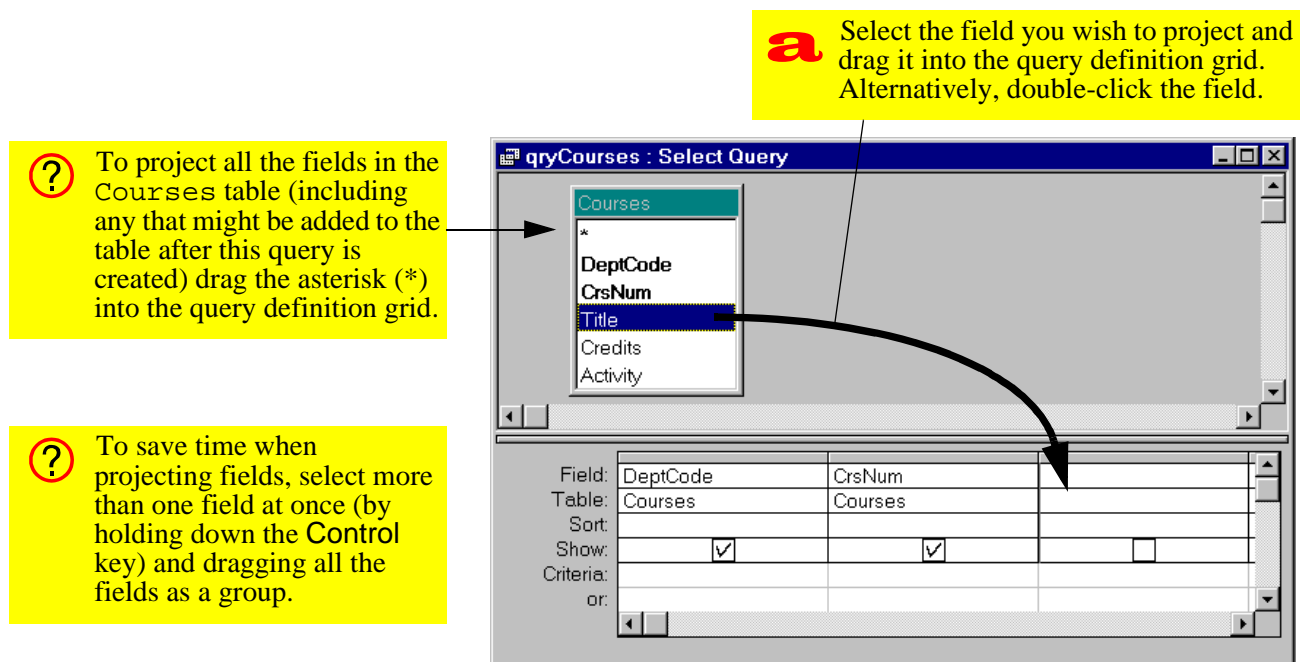 a Select the field you wish to project and
drag it into the query definition grid.
Alternatively, double-click the field.
? To project all the fields in the
Courses table (including
any that might be added to the
table after this query is
created) drag the asterisk (*)
into the query definition grid.
qryCourses : Select Query
Courses
*
DeptCode
CrsNum
Title
Credits
Activity
? To save time when
projecting fields, select more
than one field at once (by
holding down the Control
key) and dragging all the
fields as a group.
Field: DeptCode CrsNum
Table: Courses Courses
Sort:
Show:
Criteria:
or: